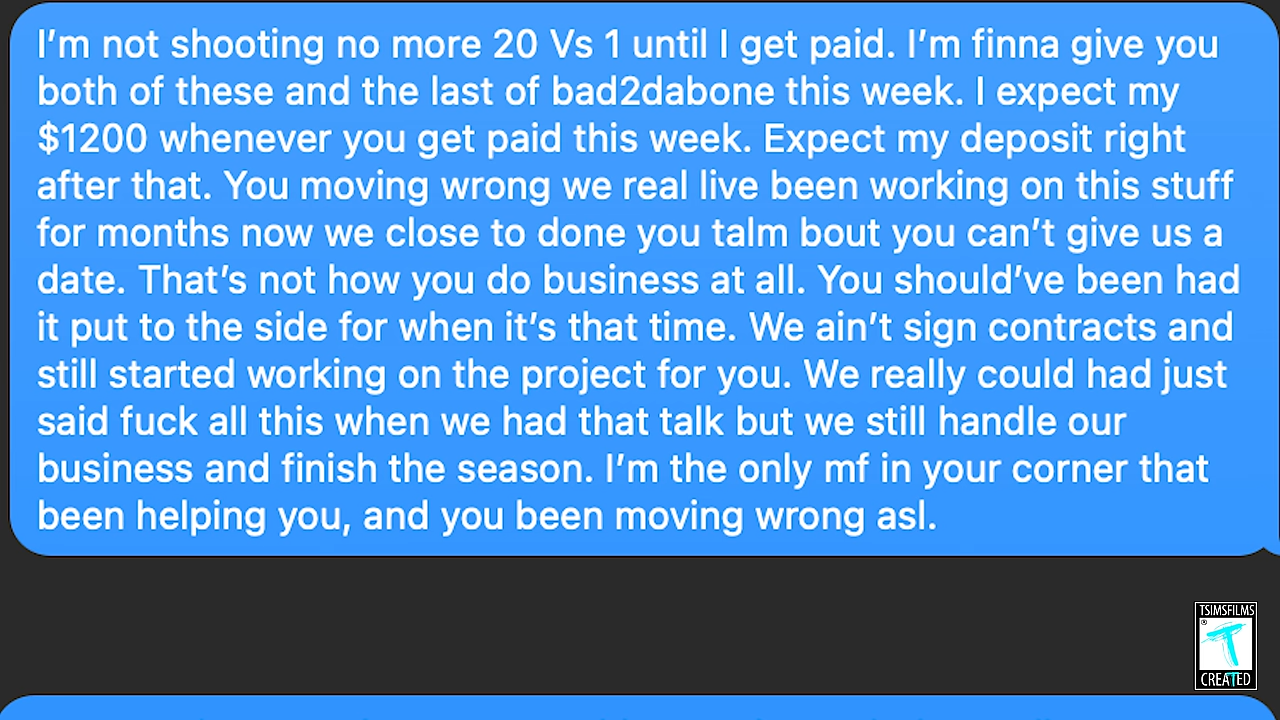 I'm not shooting no more 20 Vs 1 until I get paid. I'm finna give you
both of these and the last of bad2dabone this week. I expect my
$1200 whenever you get paid this week. Expect my deposit right
after that. You moving wrong we real live been working on this stuff
for months now we close to done you talm bout you can't give us a
date. That's not how you do business at all. You should've been had
it put to the side for when it's that time. We ain't sign contracts and
still started working on the project for you. We really could had just
said fuck all this when we had that talk but we still handle our
business and finish the season. I'm the only mf in your corner that
been helping you, and you been moving wrong asl.
TSIMSFILMS
®
T
CREATED